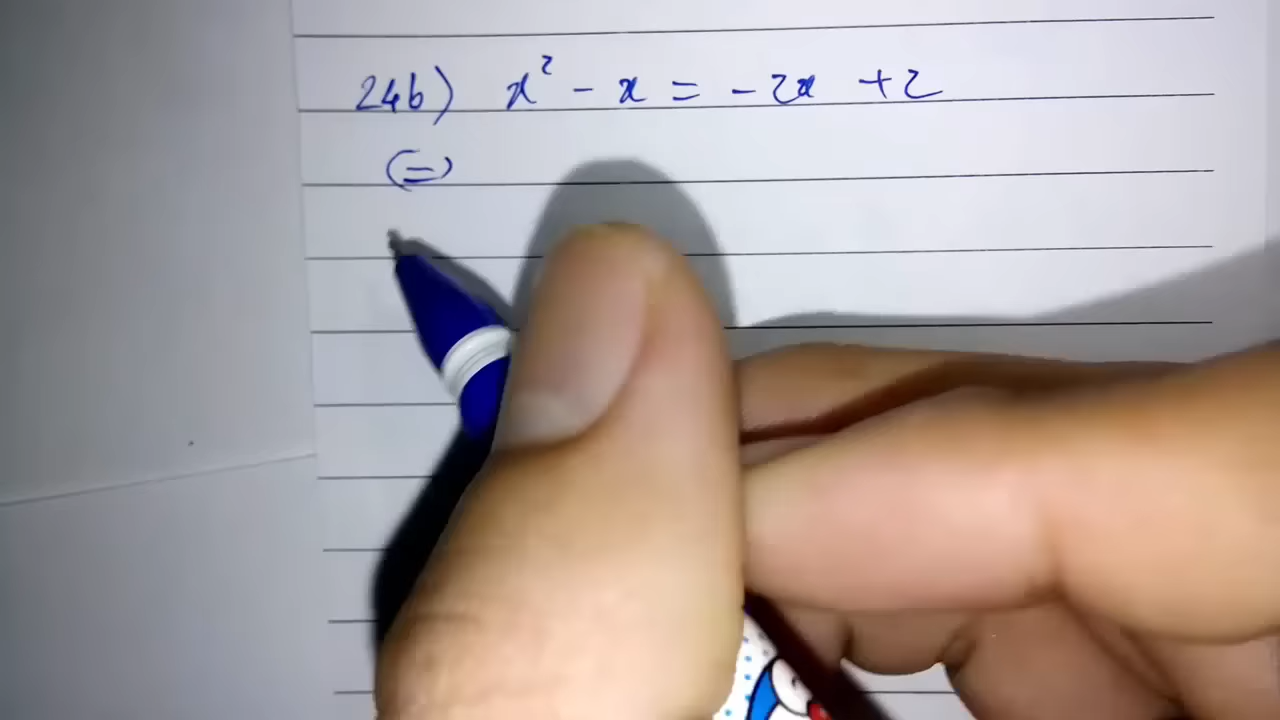 24b) x² - x = -2x +2
(=)